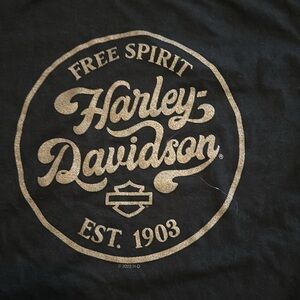 FREE SPIRIT
Harley-
Davidson®
EST. 1903